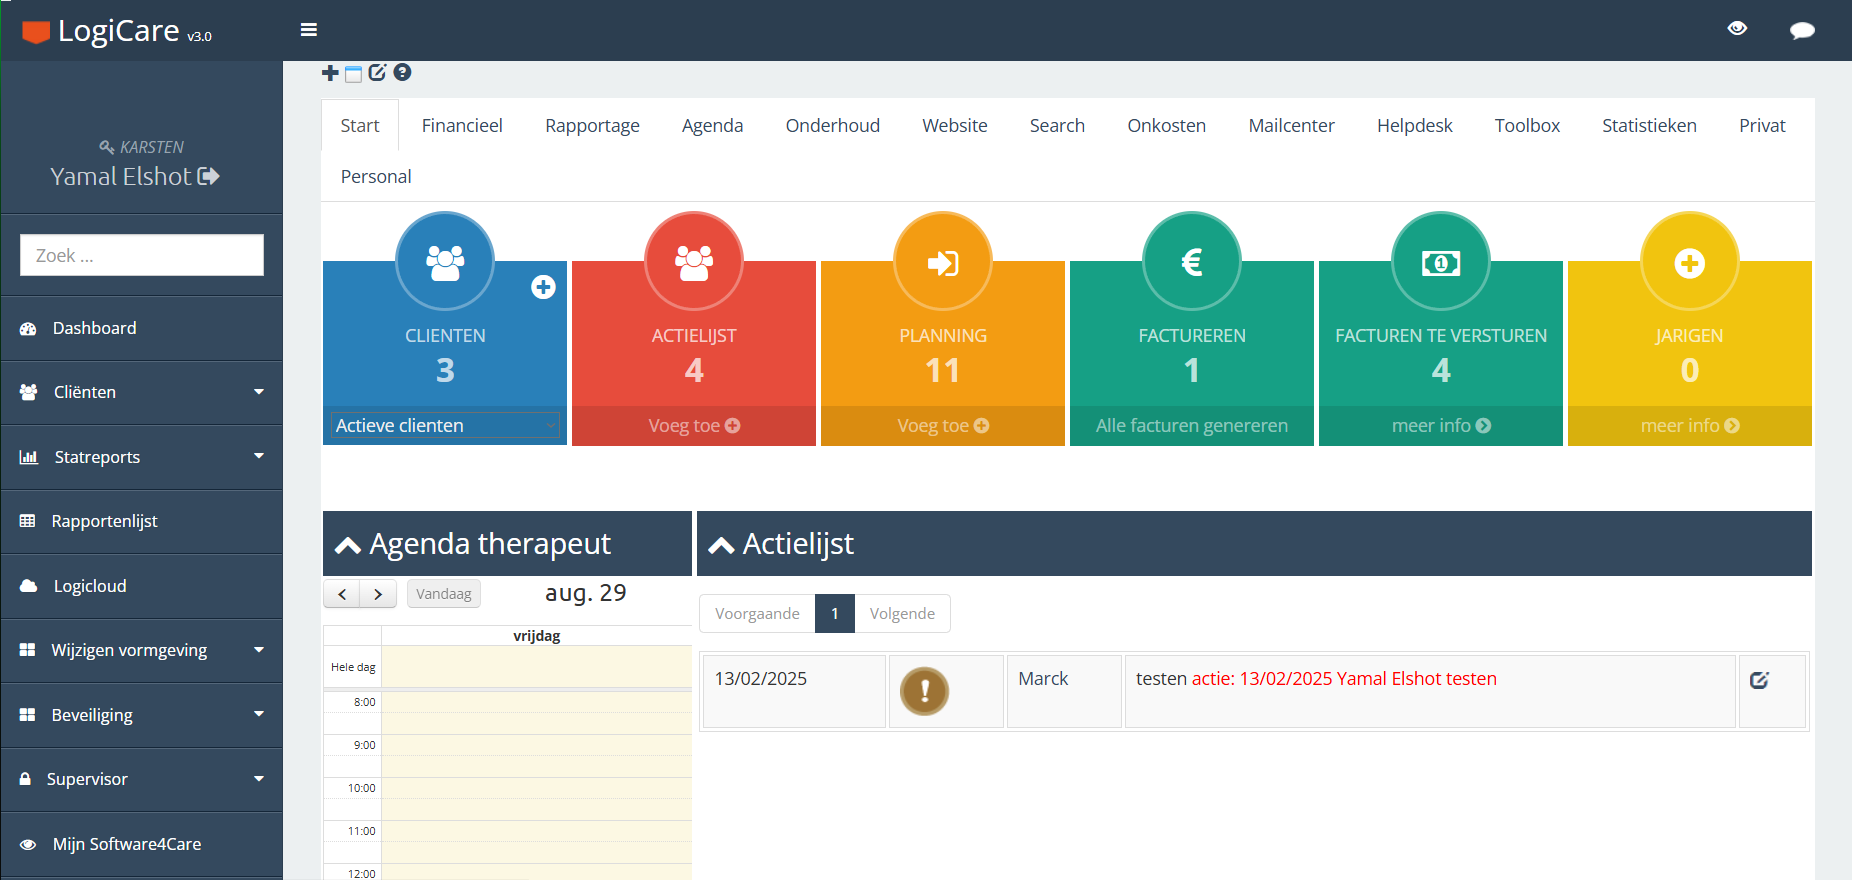 LogiCare v3.0
KARSTEN
Yamal Elshot
Zoek ...
Dashboard
Cliënten
Statreports
Rapportenlijst
Logicloud
Wijzigen vormgeving
Beveiliging
Supervisor
Mijn Software4Care
Start Financieel Rapportage Agenda Onderhoud Website Search Onkosten Mailcenter Helpdesk Toolbox Statistieken Privat
Personal
CLIENTEN
3
Actieve clienten
ACTIELIJST
4
Voeg toe
PLANNING
11
Voeg toe
FACTUREREN
1
Alle facturen genereren
FACTUREN TE VERSTUREN
4
meer info
JARIGEN
0
meer info
Agenda therapeut
Vandaag
aug. 29
vrijdag
Hele dag
8:00
9:00
10:00
11:00
12:00
Actielijst
Voorgaande 1 Volgende
13/02/2025 Marck testen actie: 13/02/2025 Yamal Elshot testen